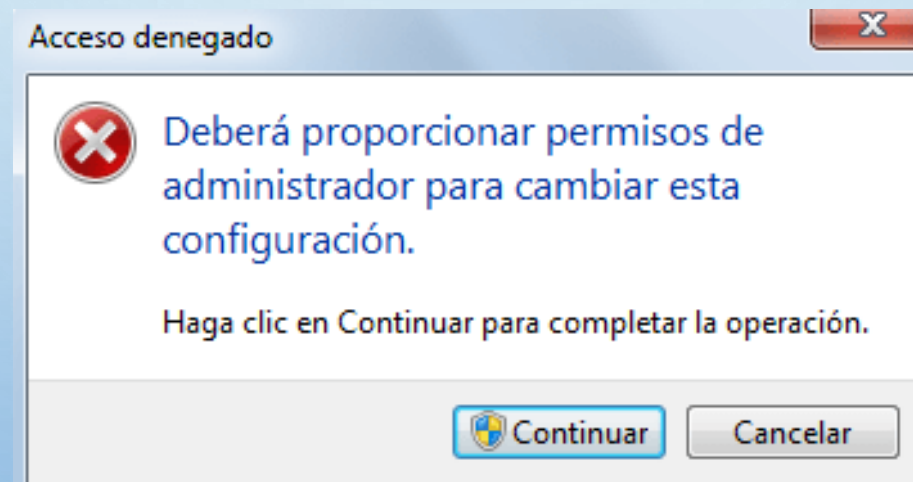 Acceso denegado
Deberá proporcionar permisos de
administrador para cambiar esta
configuración.
Haga clic en Continuar para completar la operación.
Continuar Cancelar